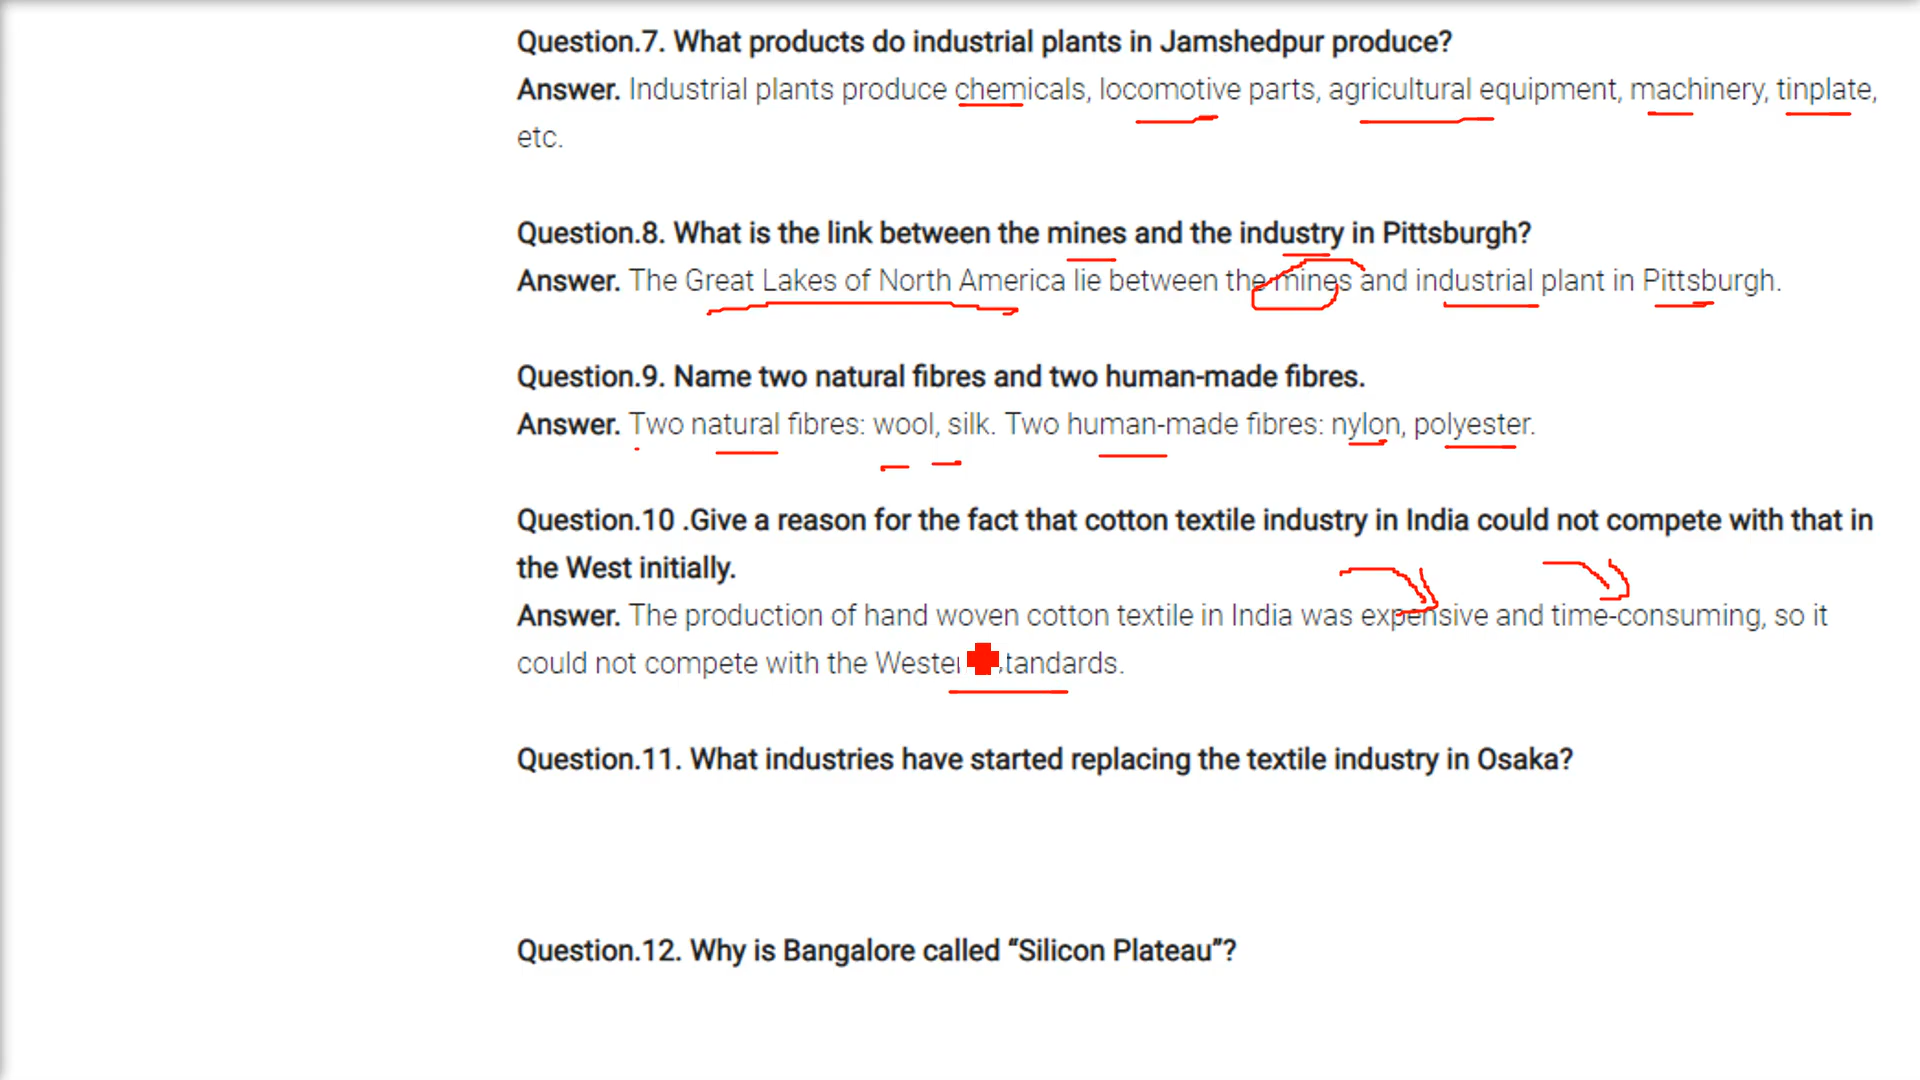 Question.7. What products do industrial plants in Jamshedpur produce?
Answer. Industrial plants produce chemicals, locomotive parts, agricultural equipment, machinery, tinplate,
etc.
Question.8. What is the link between the mines and the industry in Pittsburgh?
Answer. The Great Lakes of North America lie between the mines and industrial plant in Pittsburgh.
Question.9. Name two natural fibres and two human-made fibres.
Answer. Two natural fibres: wool, silk. Two human-made fibres: nylon, polyester.
Question.10 .Give a reason for the fact that cotton textile industry in India could not compete with that in
the West initially.
Answer. The production of hand woven cotton textile in India was expensive and time-consuming, so it
could not compete with the
Question.11. What industries have started replacing the textile industry in Osaka?
Question.12. Why is Bangalore called “Silicon Plateau”?